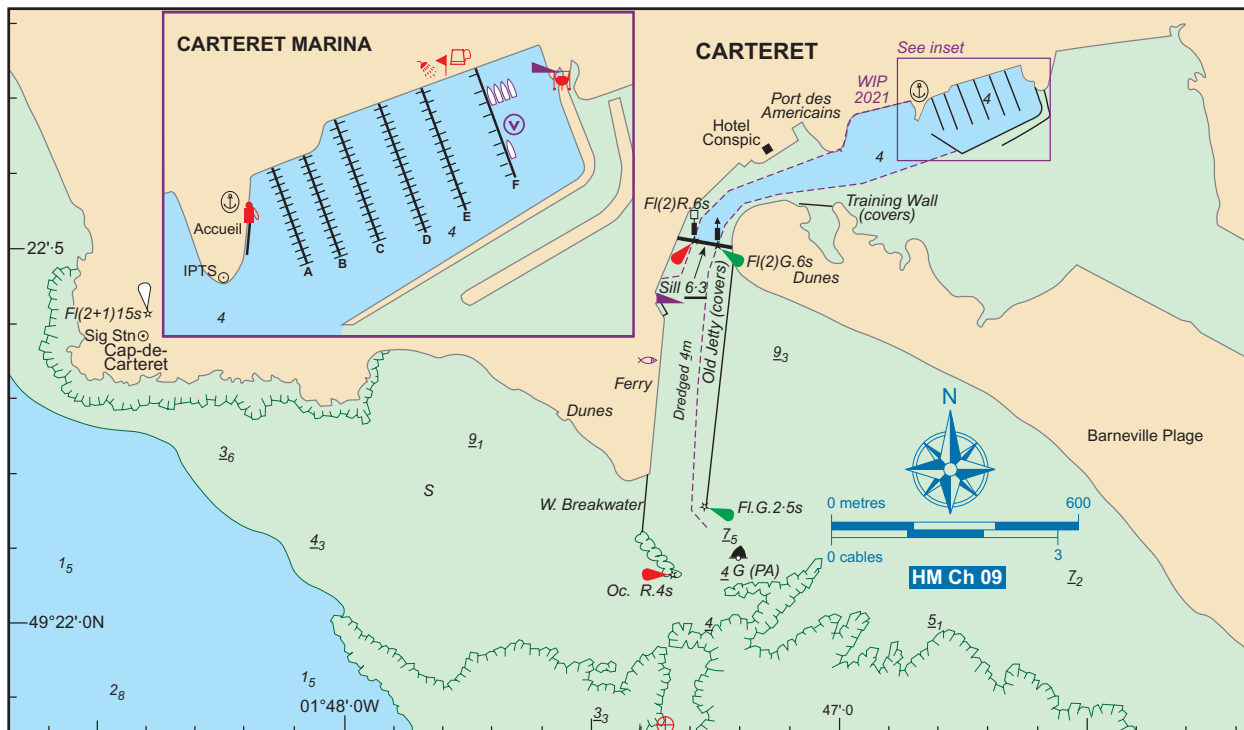 CARTERET MARINA
Accueil
IPTS
A
B
C
D
E
F
V
4
4
CARTERET
See inset
WIP
2021
Port des
Americains
Hotel
Conspic
4
4
Training Wall
(covers)
Fl(2)R.6s
Fl(2)G.6s
Dunes
Sill 6·3
Old Jetty (covers)
Dredged 4m
22'·5
Fl(2+1)15s
Sig Stn
Cap-de-
Carteret
Ferry
Dunes
9₃
9₁
3₆
S
W. Breakwater
Fl.G.2·5s
7₅
4 G (PA)
Oc. R.4s
4₃
1₅
4
5₁
7₂
Barneville Plage
N
0 metres 600
0 cables 3
HM Ch 09
49°22'·0N
2₈
1₅
01°48'·0W
3₃
47'·0